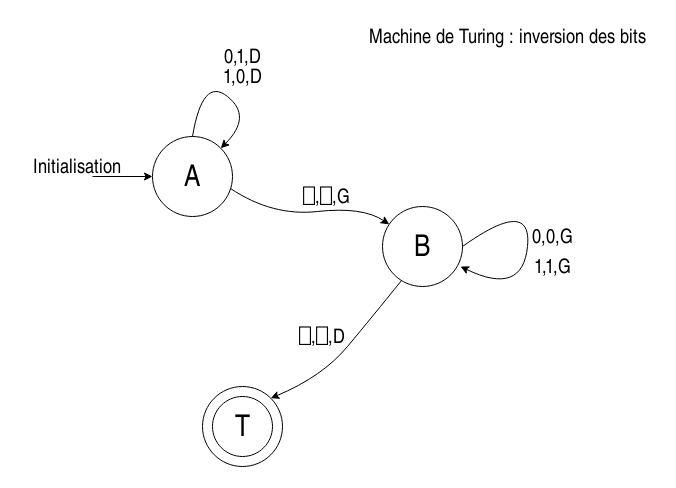 Machine de Turing : inversion des bits
0,1,D
1,0,D
Initialisation
A
□,□,G
B
0,0,G
1,1,G
□,□,D
T